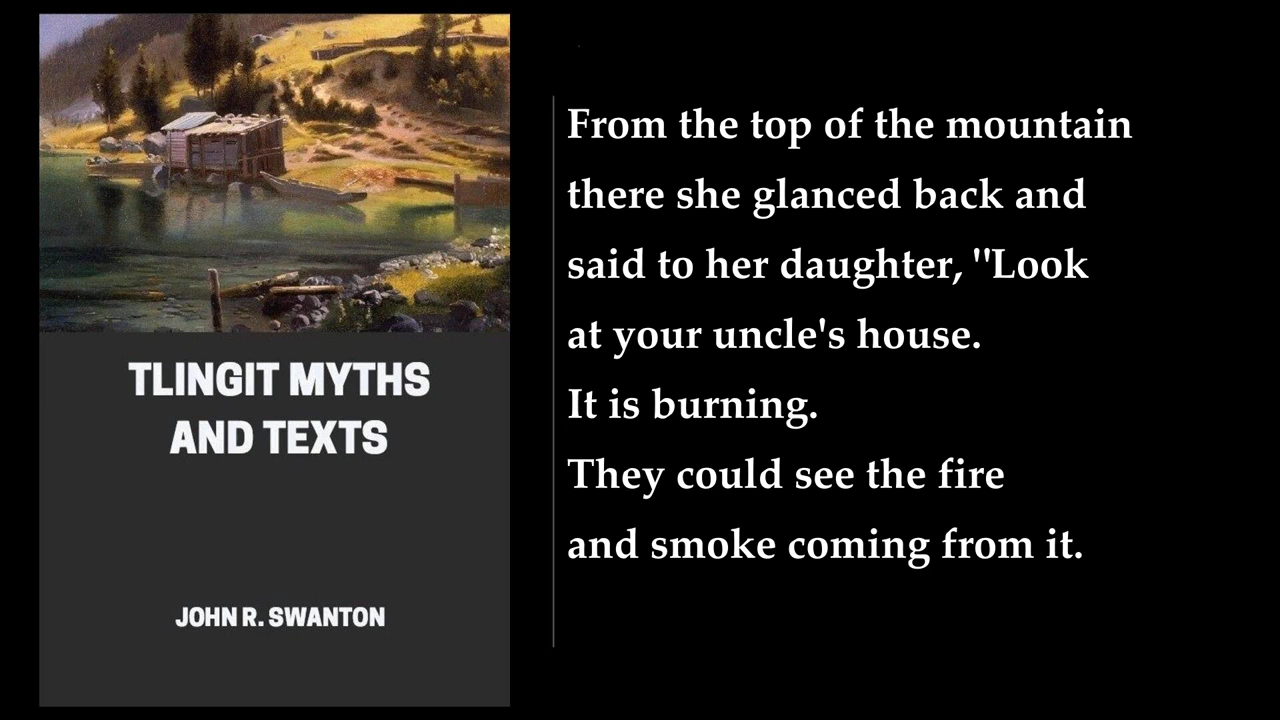 TLINGIT MYTHS
AND TEXTS
JOHN R. SWANTON
From the top of the mountain
there she glanced back and
said to her daughter, "Look
at your uncle's house.
It is burning.
They could see the fire
and smoke coming from it.